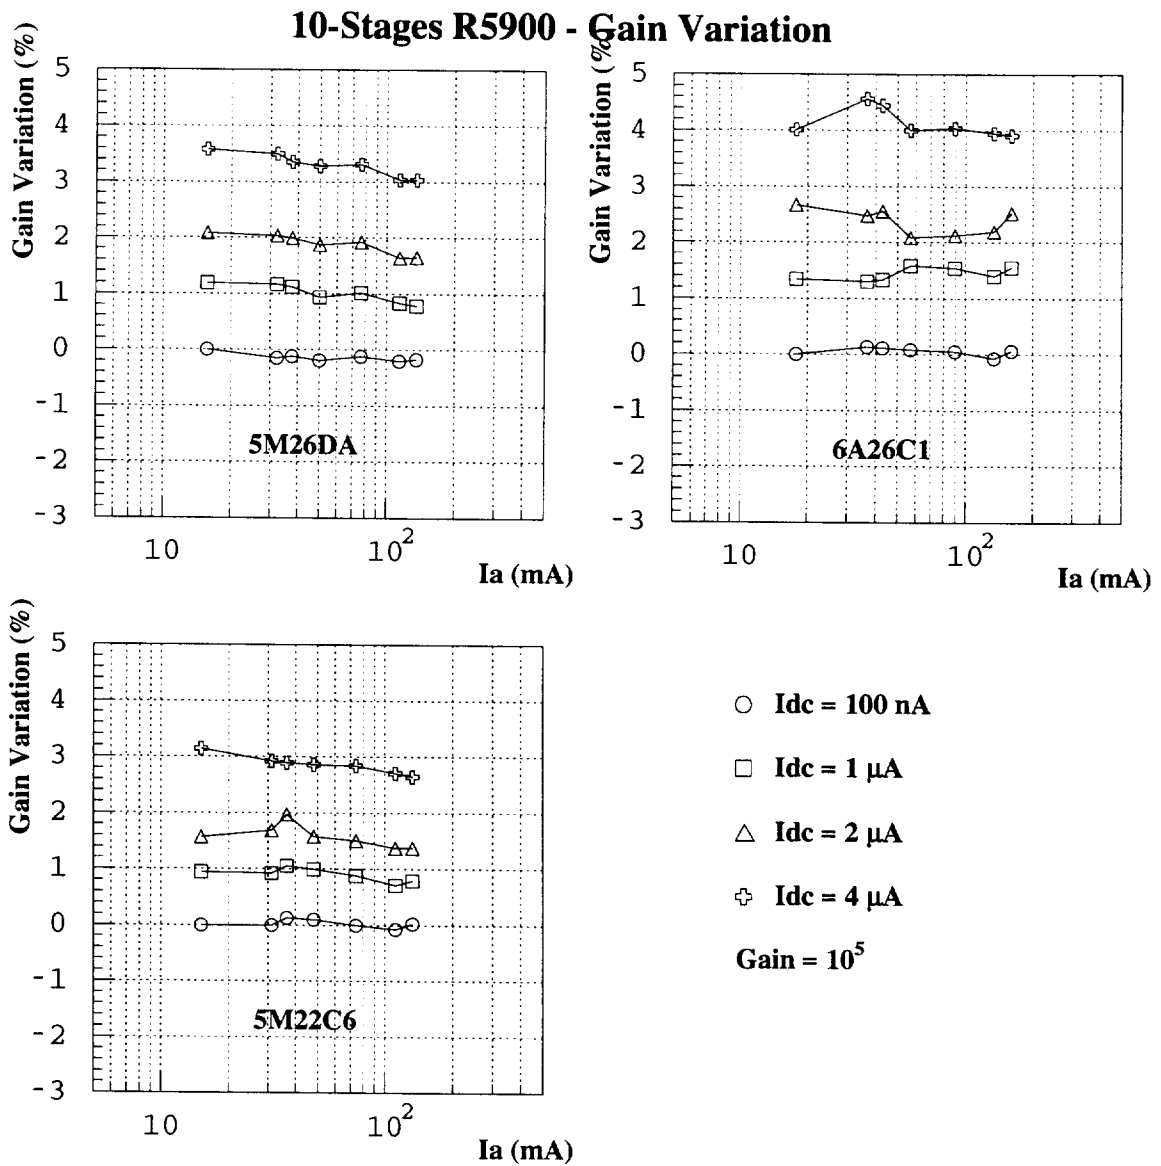 10-Stages R5900 - Gain Variation
Gain Variation (%)
5
4
3
2
1
0
-1
-2
-3
5M26DA
10
10²
Ia (mA)
Gain Variation (%)
5
4
3
2
1
0
-1
-2
-3
6A26C1
10
10²
Ia (mA)
Gain Variation (%)
5
4
3
2
1
0
-1
-2
-3
5M22C6
10
10²
Ia (mA)
Idc = 100 nA
Idc = 1 μA
Idc = 2 μA
Idc = 4 μA
Gain = 10⁵